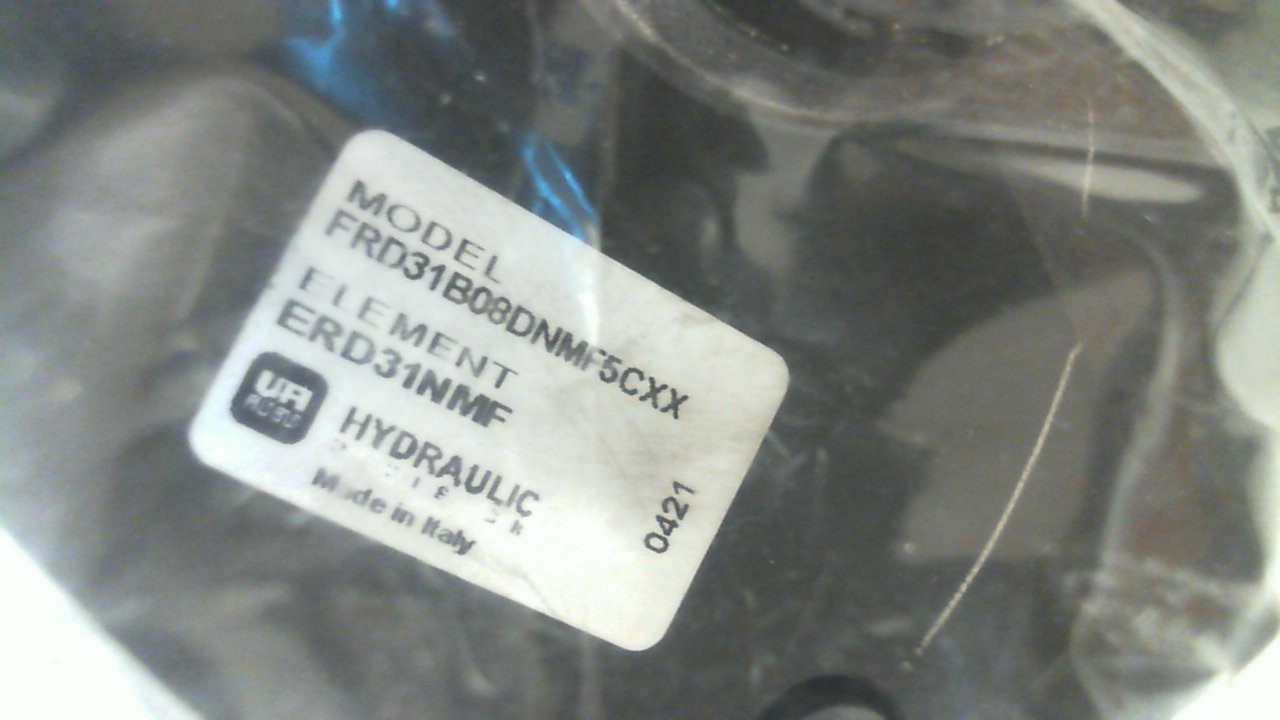 MODEL
FRD31B08DNMF5CXX
ELEMENT
ERD31NMF
HYDRAULIC
Made in Italy
0421